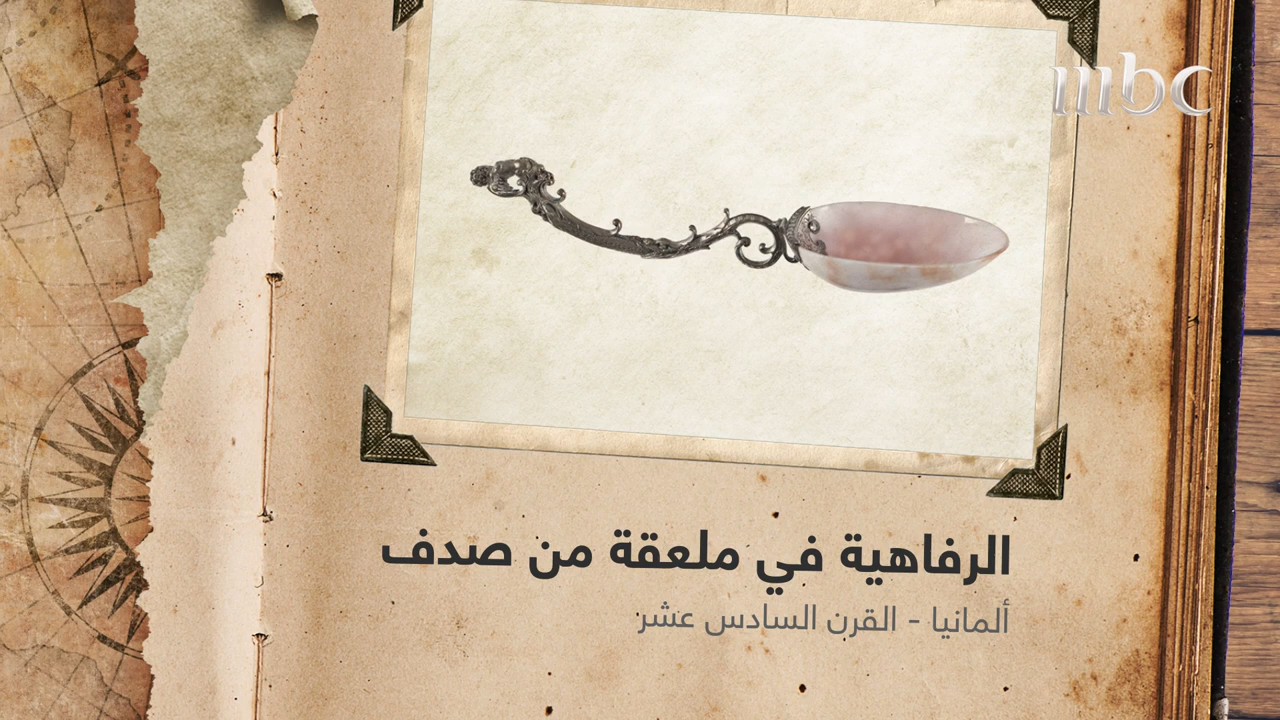 mbc
الرفاهية في ملعقة من صدف
ألمانيا - القرن السادس عشر